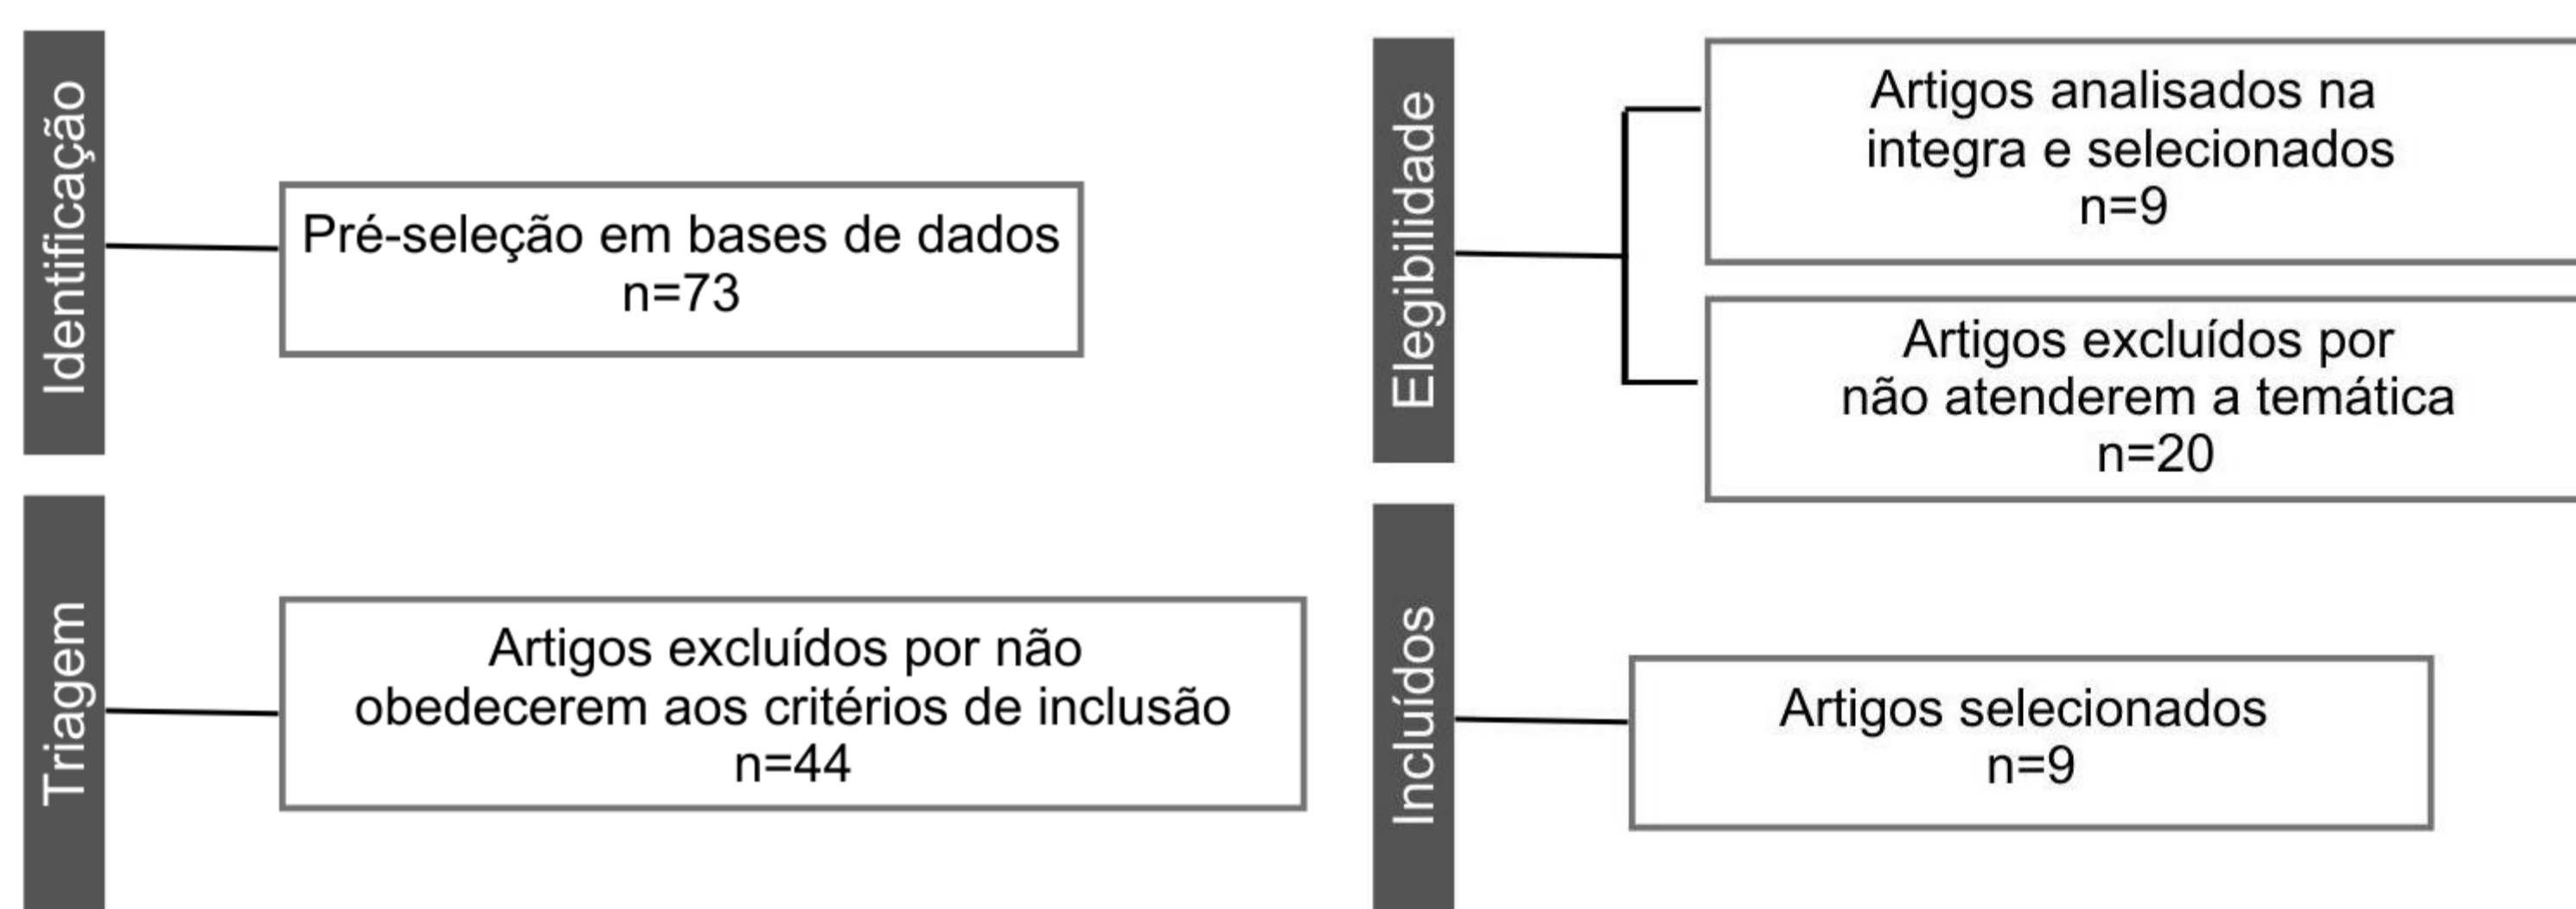 Identificação
Pré-seleção em bases de dados
n=73
Triagem
Artigos excluídos por não
obedecerem aos critérios de inclusão
n=44
Elegibilidade
Artigos analisados na
integra e selecionados
n=9
Artigos excluídos por
não atenderem a temática
n=20
Incluídos
Artigos selecionados
n=9